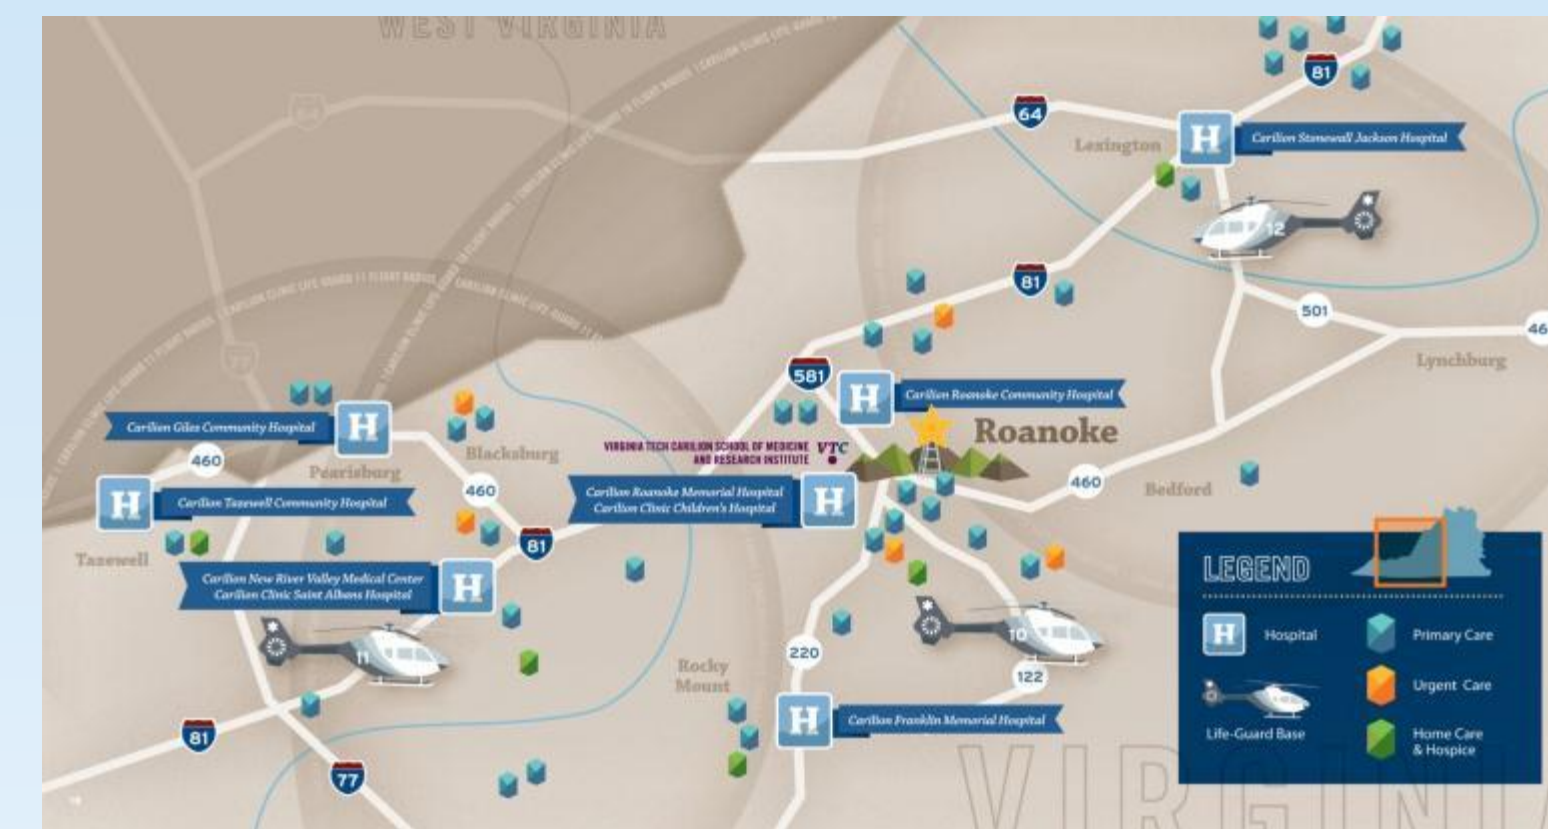 WEST VIRGINIA
64
81
Lexington
Carilion Stonewall Jackson Hospital
64
12
77
81
501
460
Lynchburg
581
Carilion Roanoke Community Hospital
Roanoke
Carilion Giles Community Hospital
Pearisburg
460
Blacksburg
VIRGINIA TECH CARILION SCHOOL OF MEDICINE
AND RESEARCH INSTITUTE
VTC
460
460
Bedford
Carilion Tazewell Community Hospital
Tazewell
Carilion Roanoke Memorial Hospital
Carilion Clinic Children's Hospital
81
Carilion New River Valley Medical Center
Carilion Clinic Saint Albans Hospital
11
10
220
122
Rocky
Mount
Carilion Franklin Memorial Hospital
81
77
LEGEND
Hospital
Primary Care
Urgent Care
Life-Guard Base
Home Care
& Hospice
VIRGINIA